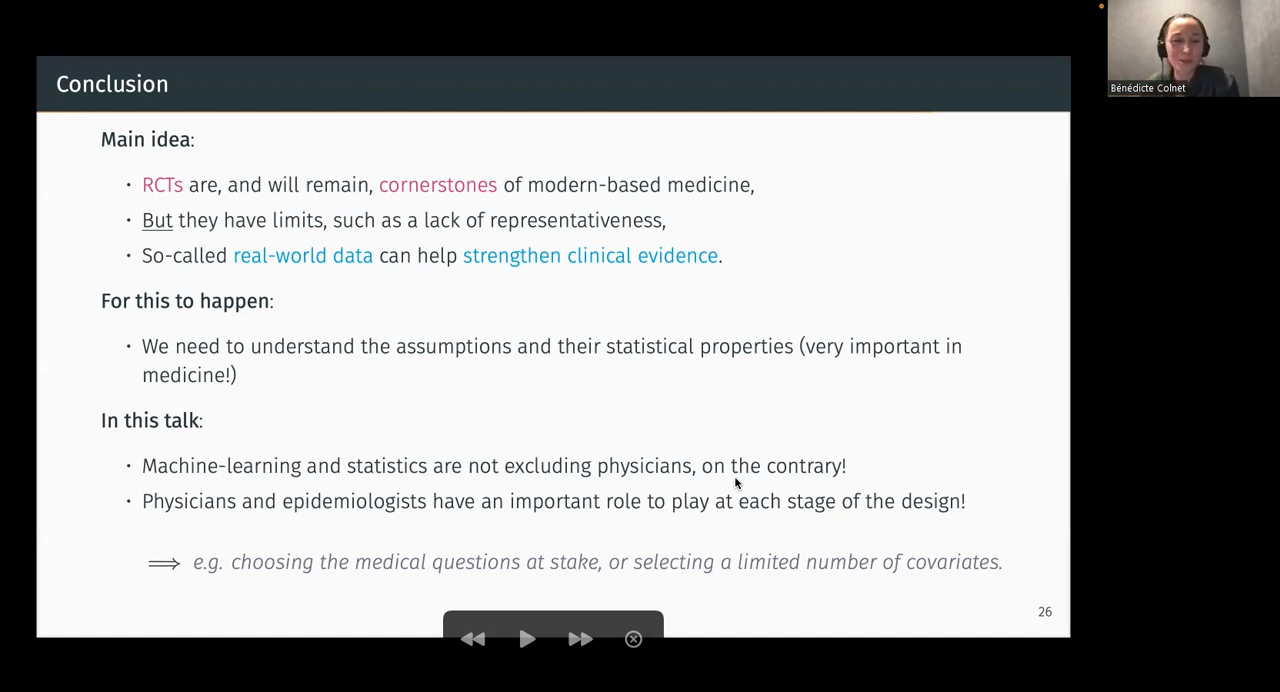 Conclusion
Bénédicte Colnet
Main idea:
• RCTs are, and will remain, cornerstones of modern-based medicine,
• But they have limits, such as a lack of representativeness,
• So-called real-world data can help strengthen clinical evidence.
For this to happen:
• We need to understand the assumptions and their statistical properties (very important in
medicine!)
In this talk:
• Machine-learning and statistics are not excluding physicians, on the contrary!
• Physicians and epidemiologists have an important role to play at each stage of the design!
⟹ e.g. choosing the medical questions at stake, or selecting a limited number of covariates.
26